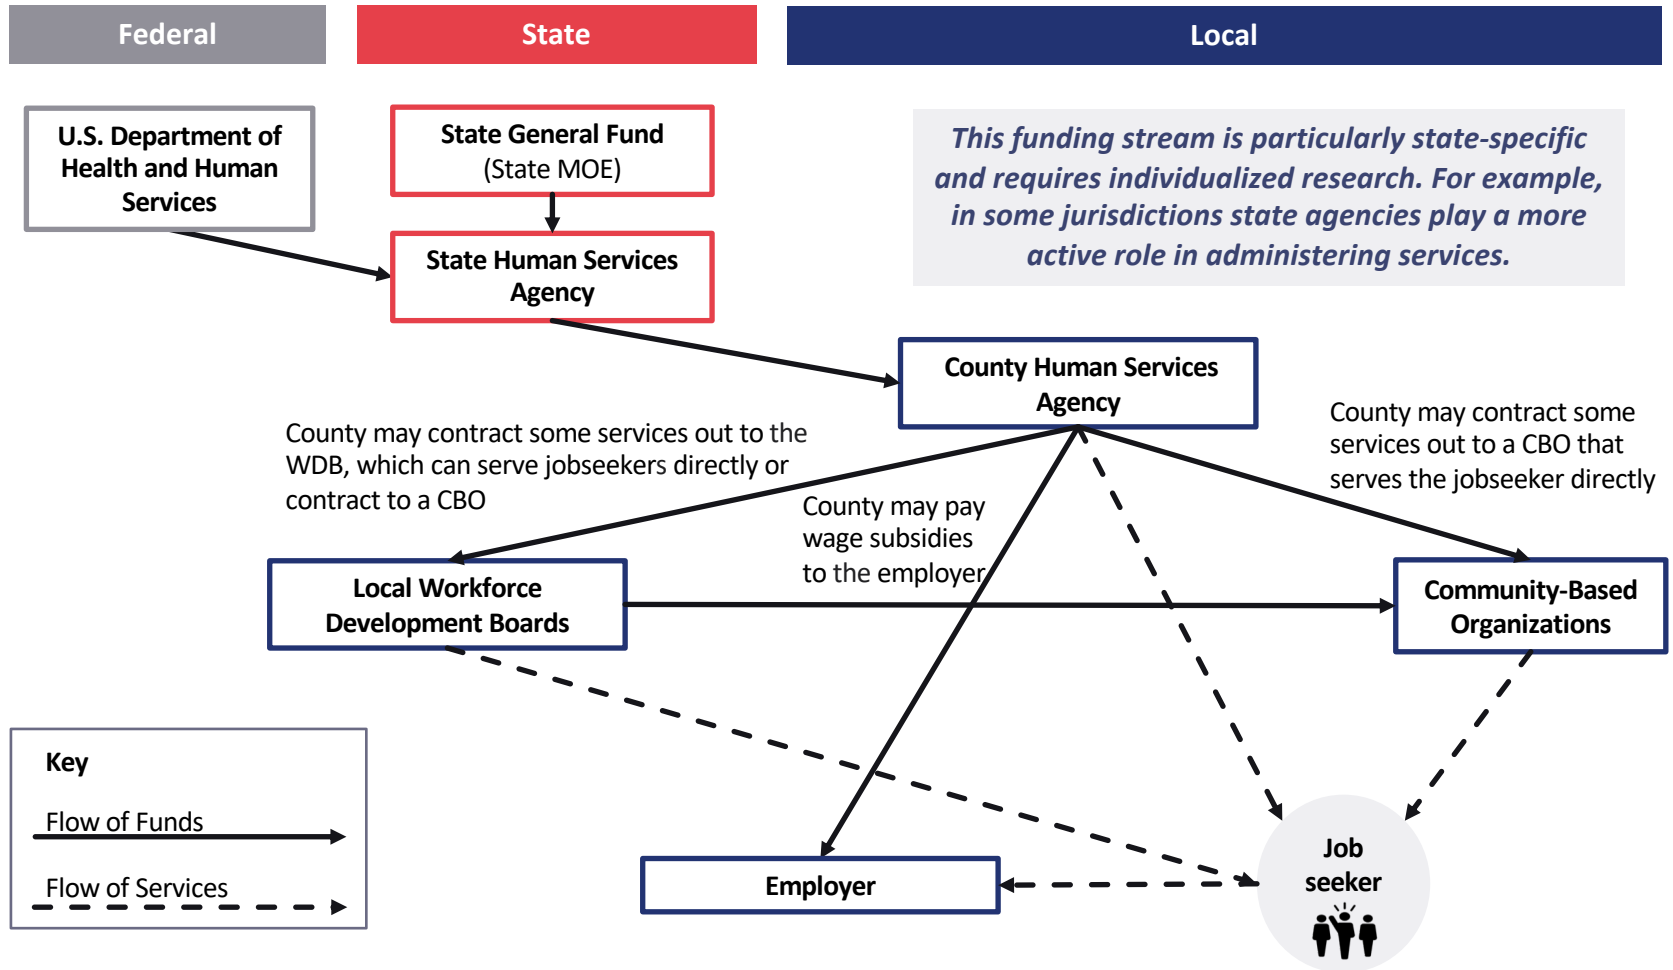 Federal
State
Local
U.S. Department of
Health and Human
Services
State General Fund
(State MOE)
This funding stream is particularly state-specific
and requires individualized research. For example,
in some jurisdictions state agencies play a more
active role in administering services.
State Human Services
Agency
County Human Services
Agency
County may contract some services out to the
WDB, which can serve jobseekers directly or
contract to a CBO
County may pay
wage subsidies
to the employer
County may contract some
services out to a CBO that
serves the jobseeker directly
Local Workforce
Development Boards
Community-Based
Organizations
Key
Flow of Funds
Flow of Services
Employer
Job
seeker